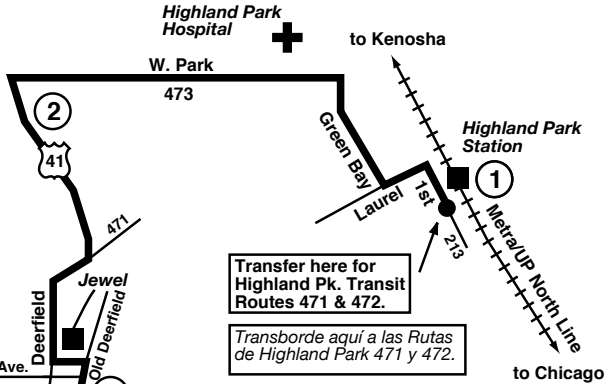 Highland Park
Hospital
to Kenosha
W. Park
473
2
41
Green Bay
Highland Park
Station
1
Laurel
1st
213
Metra/UP North Line
471
Transfer here for
Highland Pk. Transit
Routes 471 & 472.
Jewel
Deerfield
Old Deerfield
Transborde aquí a las Rutas
de Highland Park 471 y 472.
Ave.
to Chicago